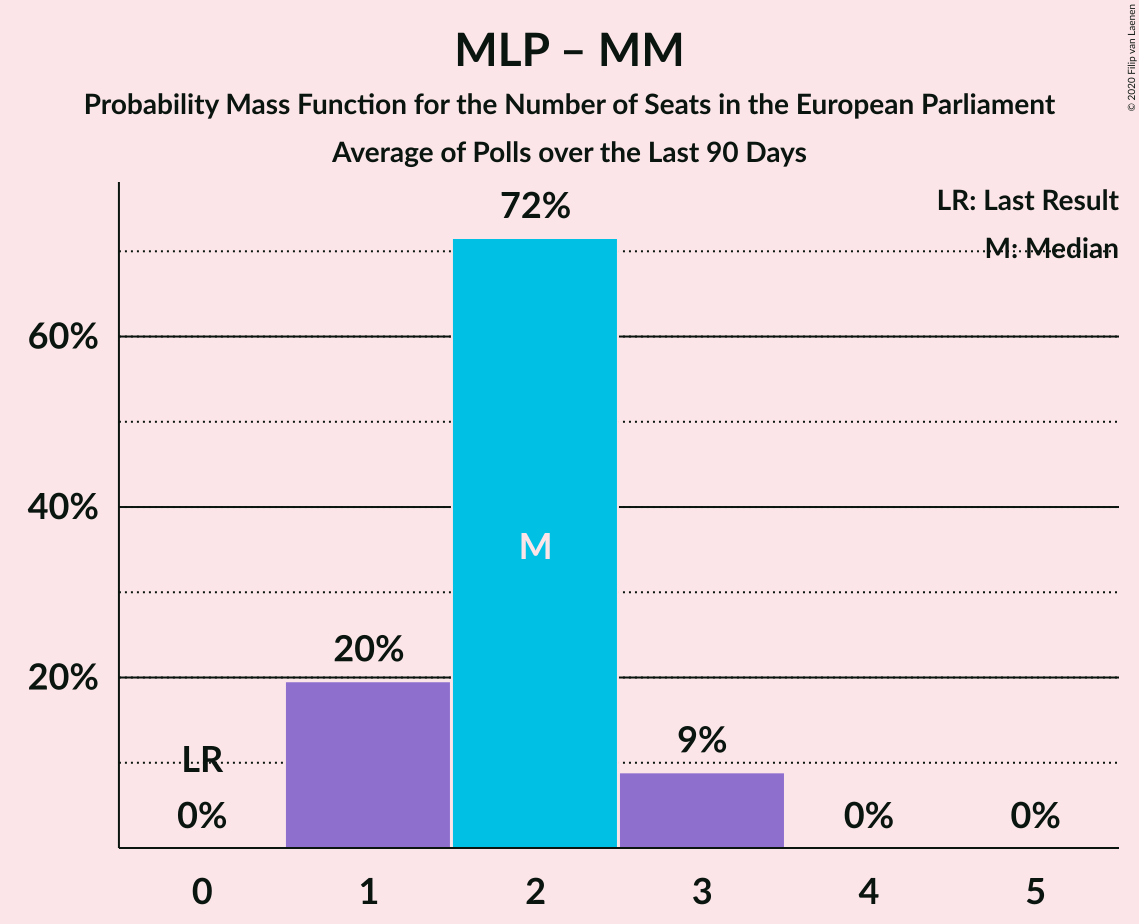 MLP – MM
Probability Mass Function for the Number of Seats in the European Parliament
Average of Polls over the Last 90 Days
© 2020 Filip van Laenen
LR: Last Result
M: Median
72%
60%
40%
M
20%
20%
LR
9%
0%
0%
0%
0 1 2 3 4 5